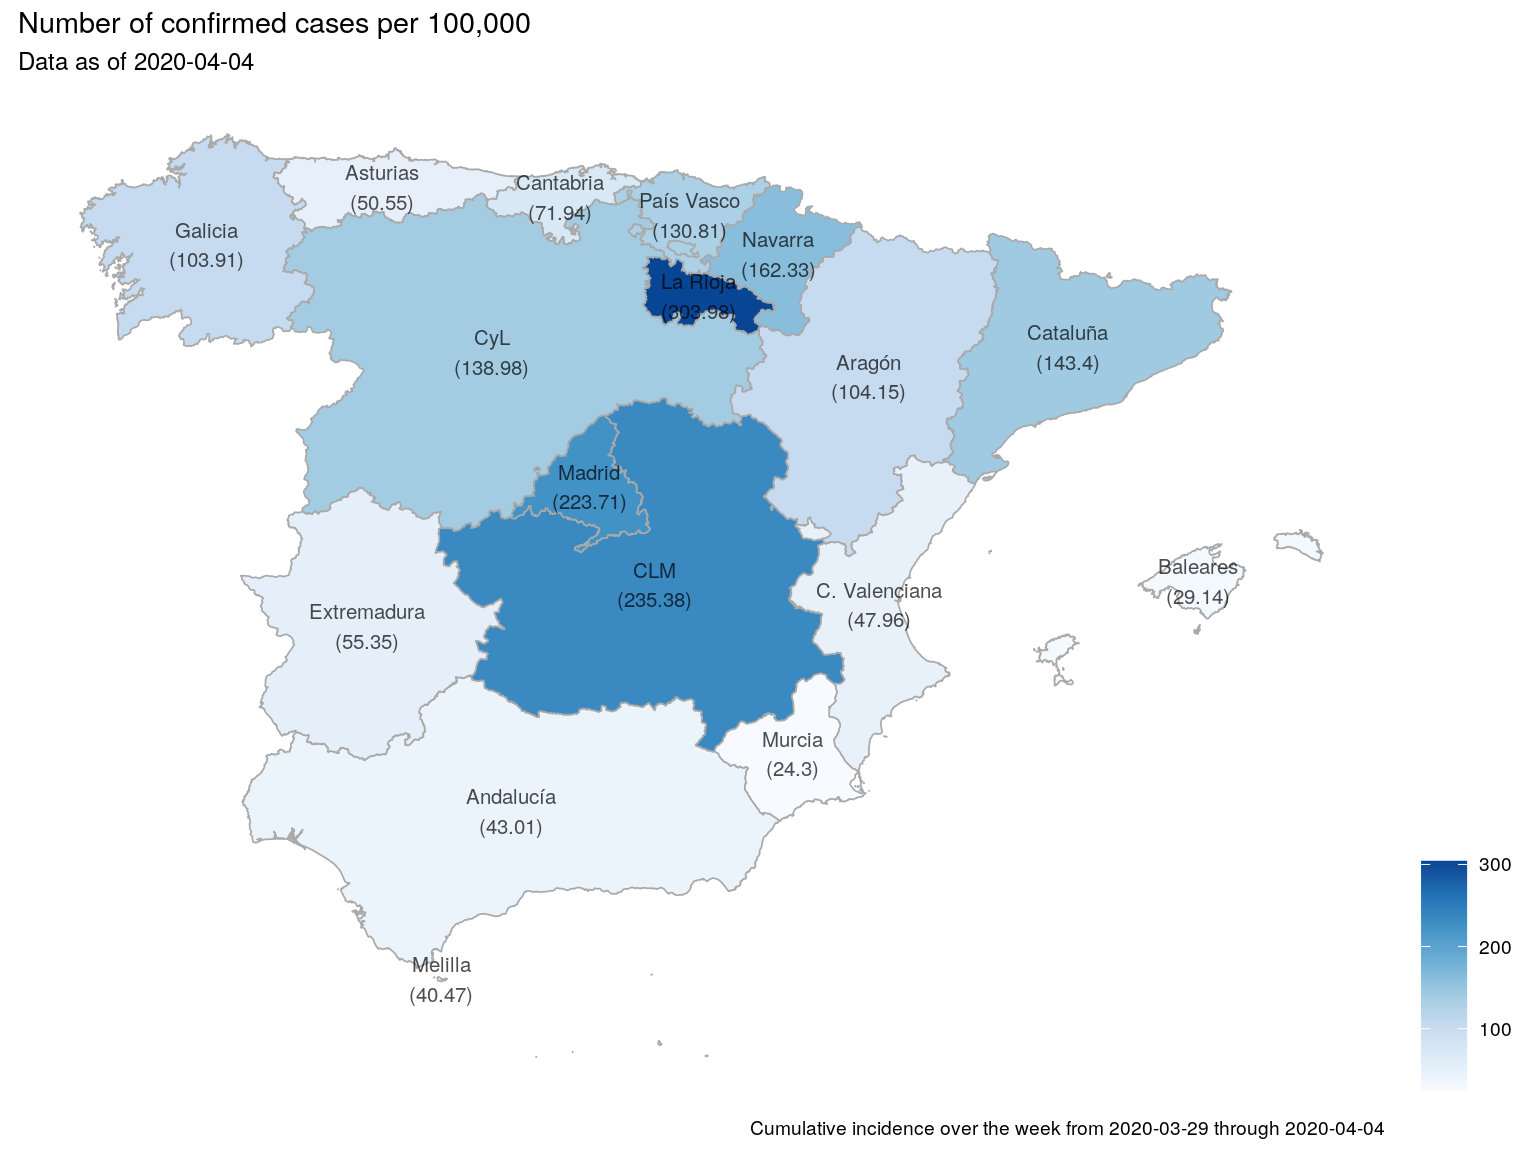 Number of confirmed cases per 100,000
Data as of 2020-04-04
Asturias
(50.55)
Cantabria
(71.94)
País Vasco
(130.81)
Galicia
(103.91)
Navarra
(162.33)
La Rioja
(303.98)
CyL
(138.98)
Cataluña
(143.4)
Aragón
(104.15)
Madrid
(223.71)
CLM
(235.38)
C. Valenciana
(47.96)
Baleares
(29.14)
Extremadura
(55.35)
Murcia
(24.3)
Andalucía
(43.01)
Melilla
(40.47)
300
200
100
Cumulative incidence over the week from 2020-03-29 through 2020-04-04